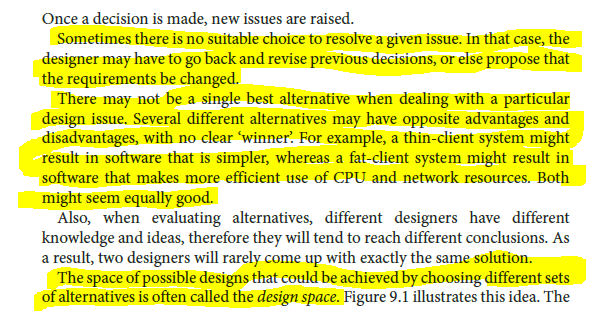 Once a decision is made, new issues are raised.
Sometimes there is no suitable choice to resolve a given issue. In that case, the
designer may have to go back and revise previous decisions, or else propose that
the requirements be changed.
There may not be a single best alternative when dealing with a particular
design issue. Several different alternatives may have opposite advantages and
disadvantages, with no clear ‘winner’. For example, a thin-client system might
result in software that is simpler, whereas a fat-client system might result in
software that makes more efficient use of CPU and network resources. Both
might seem equally good.
Also, when evaluating alternatives, different designers have different
knowledge and ideas, therefore they will tend to reach different conclusions. As
a result, two designers will rarely come up with exactly the same solution.
The space of possible designs that could be achieved by choosing different sets
of alternatives is often called the design space. Figure 9.1 illustrates this idea. The